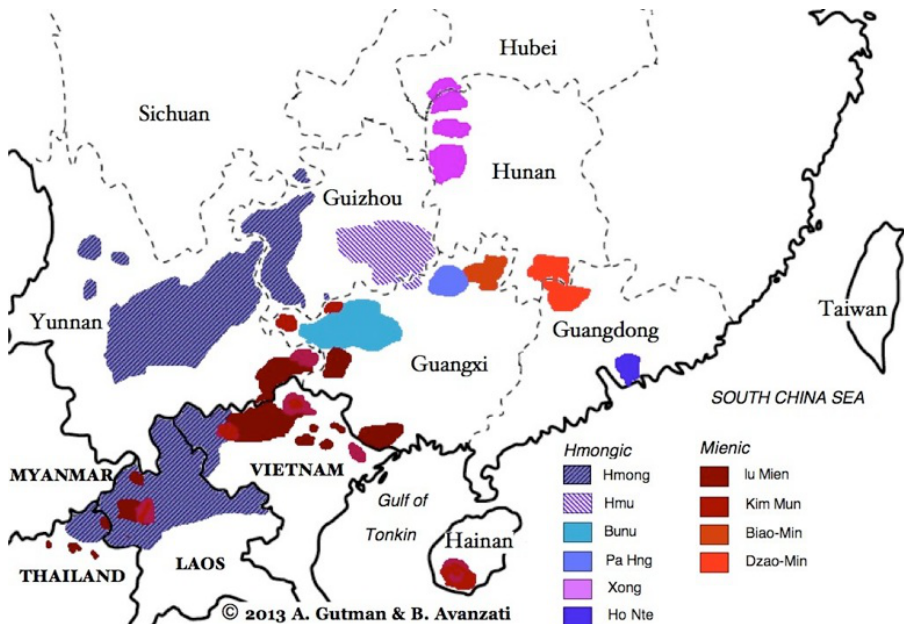 Hubei
Sichuan
Hunan
Guizhou
Yunnan
Guangdong
Taiwan
Guangxi
SOUTH CHINA SEA
MYANMAR
VIETNAM
Gulf of
Tonkin
Hainan
LAOS
THAILAND
Hmongic
Hmong
Hmu
Bunu
Pa Hng
Xong
Ho Nte
Mienic
Iu Mien
Kim Mun
Biao-Min
Dzao-Min
© 2013 A. Gutman & B. Avanzati